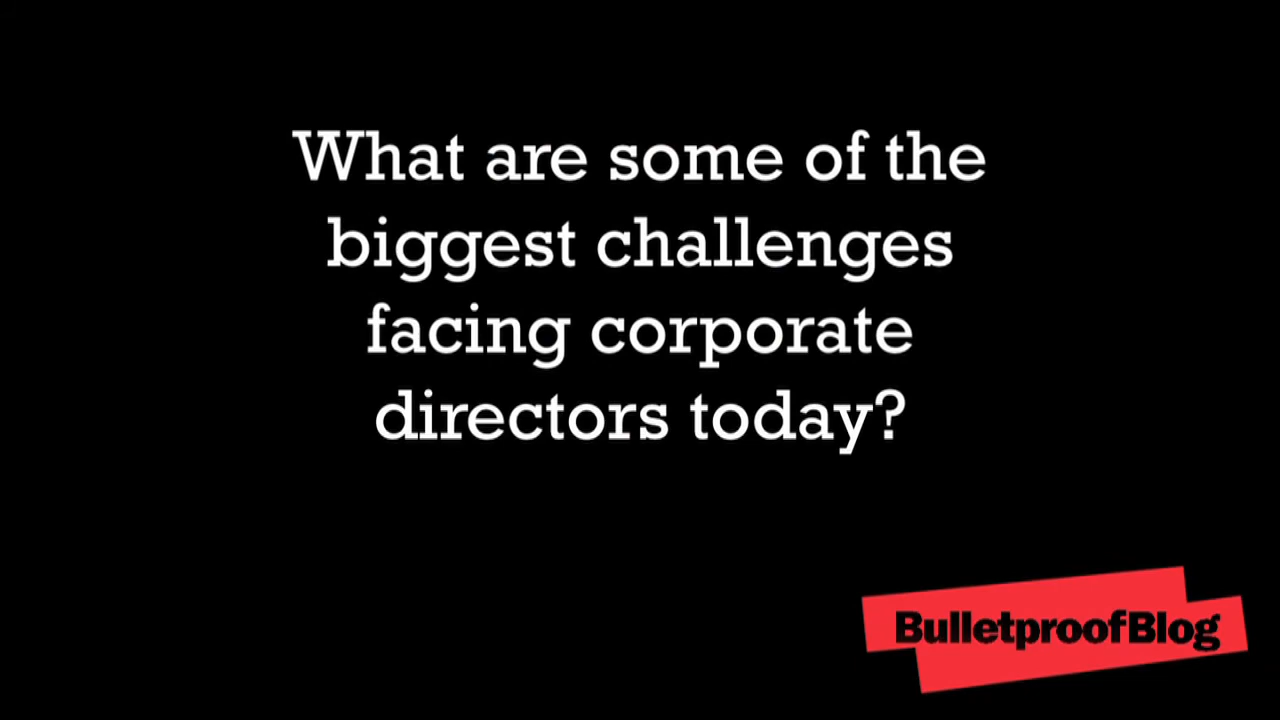 What are some of the
biggest challenges
facing corporate
directors today?
BulletproofBlog